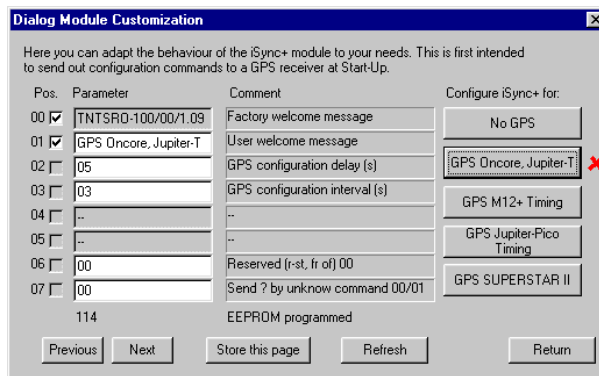 Dialog Module Customization
Here you can adapt the behaviour of the iSync+ module to your needs. This is first intended
to send out configuration commands to a GPS receiver at Start-Up.
Pos. Parameter Comment Configure iSync+ for:
00 TNTSRO-100/00/1.09 Factory welcome message No GPS
01 GPS Oncore, Jupiter-T User welcome message
02 05 GPS configuration delay (s) GPS Oncore, Jupiter-T
03 03 GPS configuration interval (s)
04 -- -- GPS M12+ Timing
05 -- -- GPS Jupiter-Pico
Timing
06 00 Reserved (r-st, fr of) 00
07 00 Send ? by unknow command 00/01 GPS SUPERSTAR II
114 EEPROM programmed
Previous Next Store this page Refresh Return